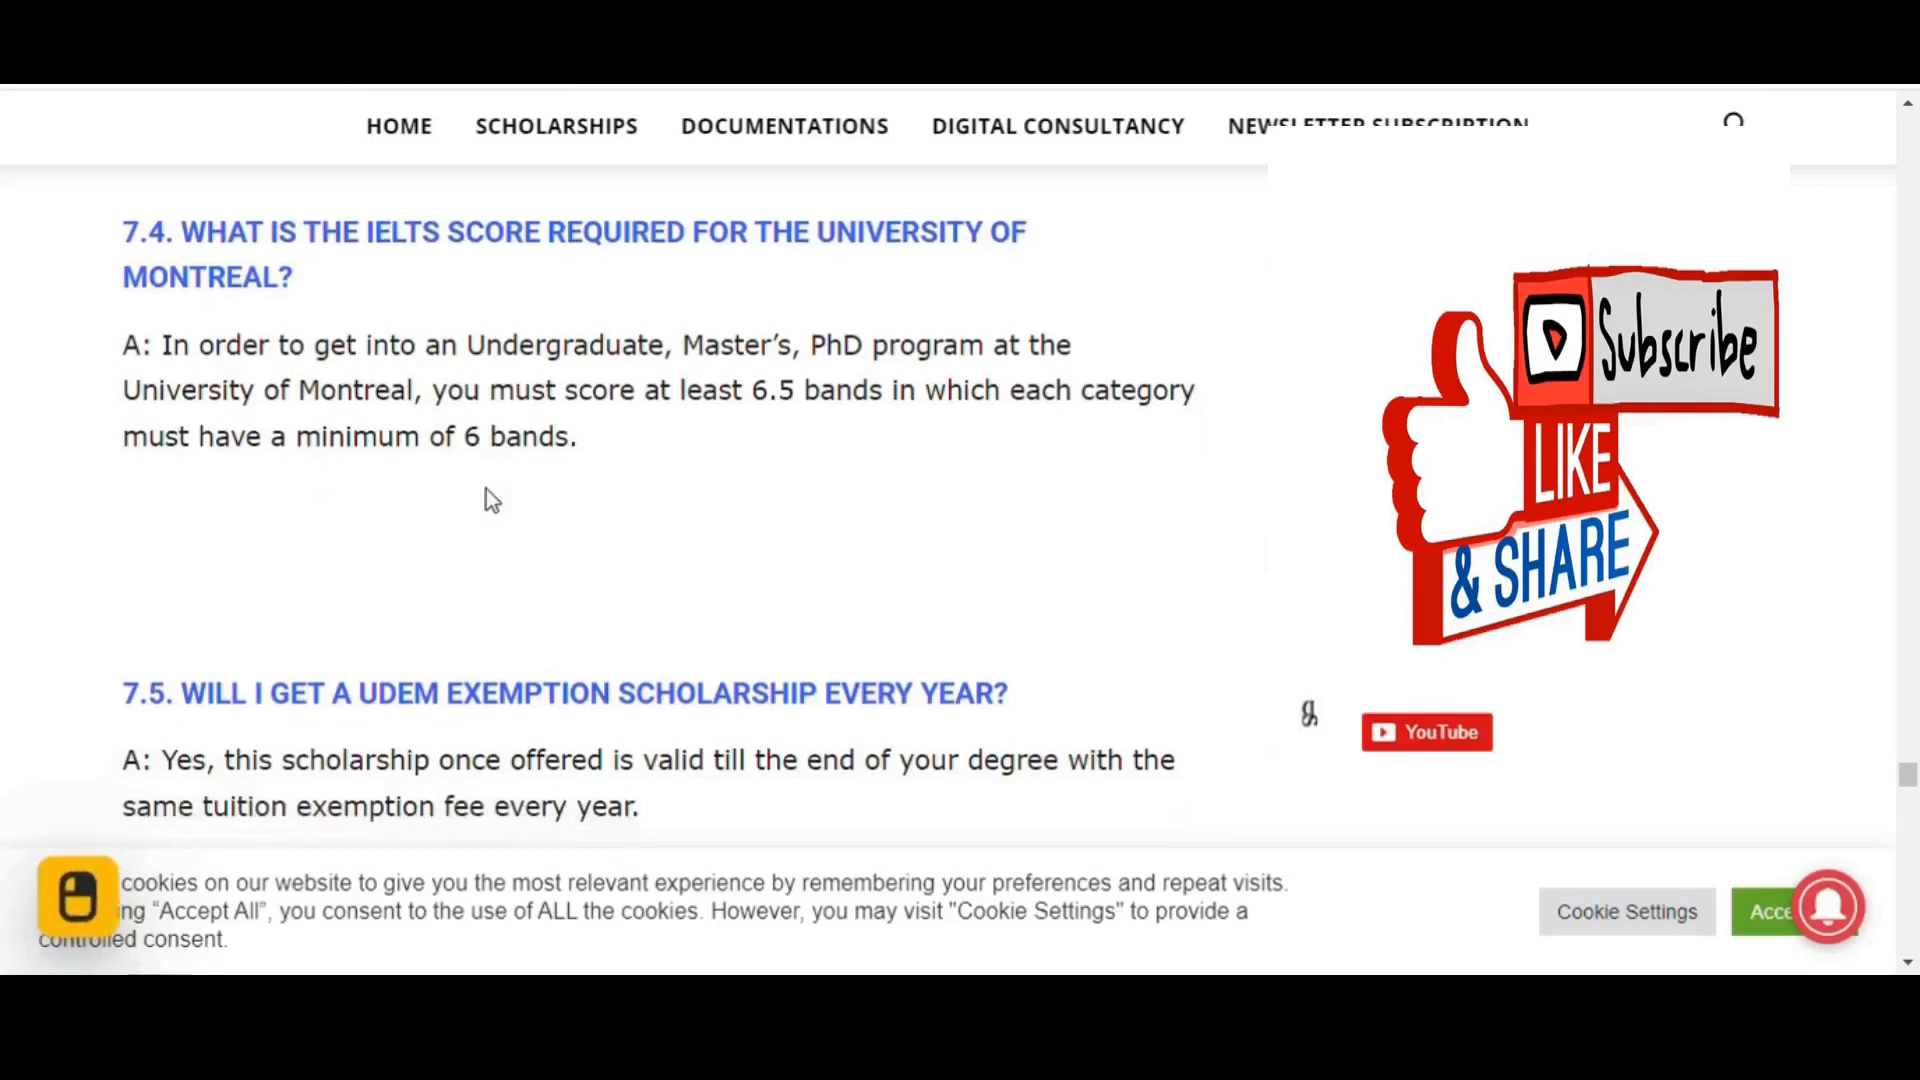 HOME SCHOLARSHIPS DOCUMENTATIONS DIGITAL CONSULTANCY NEWSLETTER SUBSCRIPTION
7.4. WHAT IS THE IELTS SCORE REQUIRED FOR THE UNIVERSITY OF
MONTREAL?
A: In order to get into an Undergraduate, Master’s, PhD program at the
University of Montreal, you must score at least 6.5 bands in which each category
must have a minimum of 6 bands.
Subscribe
LIKE
& SHARE
7.5. WILL I GET A UDEM EXEMPTION SCHOLARSHIP EVERY YEAR?
YouTube
A: Yes, this scholarship once offered is valid till the end of your degree with the
same tuition exemption fee every year.
cookies on our website to give you the most relevant experience by remembering your preferences and repeat visits.
ng “Accept All”, you consent to the use of ALL the cookies. However, you may visit "Cookie Settings" to provide a
controlled consent.
Cookie Settings
Acce